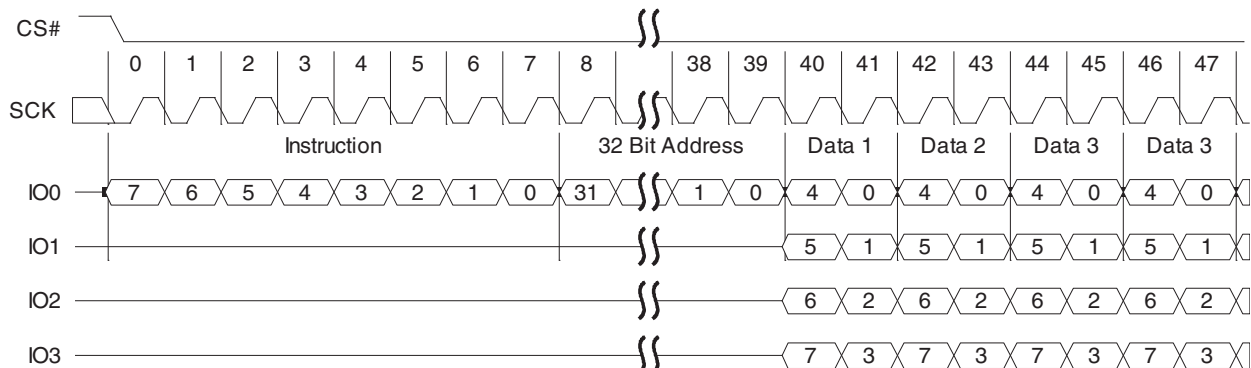 CS#
0 1 2 3 4 5 6 7 8 38 39 40 41 42 43 44 45 46 47
SCK
Instruction 32 Bit Address Data 1 Data 2 Data 3 Data 3
IO0 7 6 5 4 3 2 1 0 31 1 0 4 0 4 0 4 0 4 0
IO1 5 1 5 1 5 1 5 1
IO2 6 2 6 2 6 2 6 2
IO3 7 3 7 3 7 3 7 3